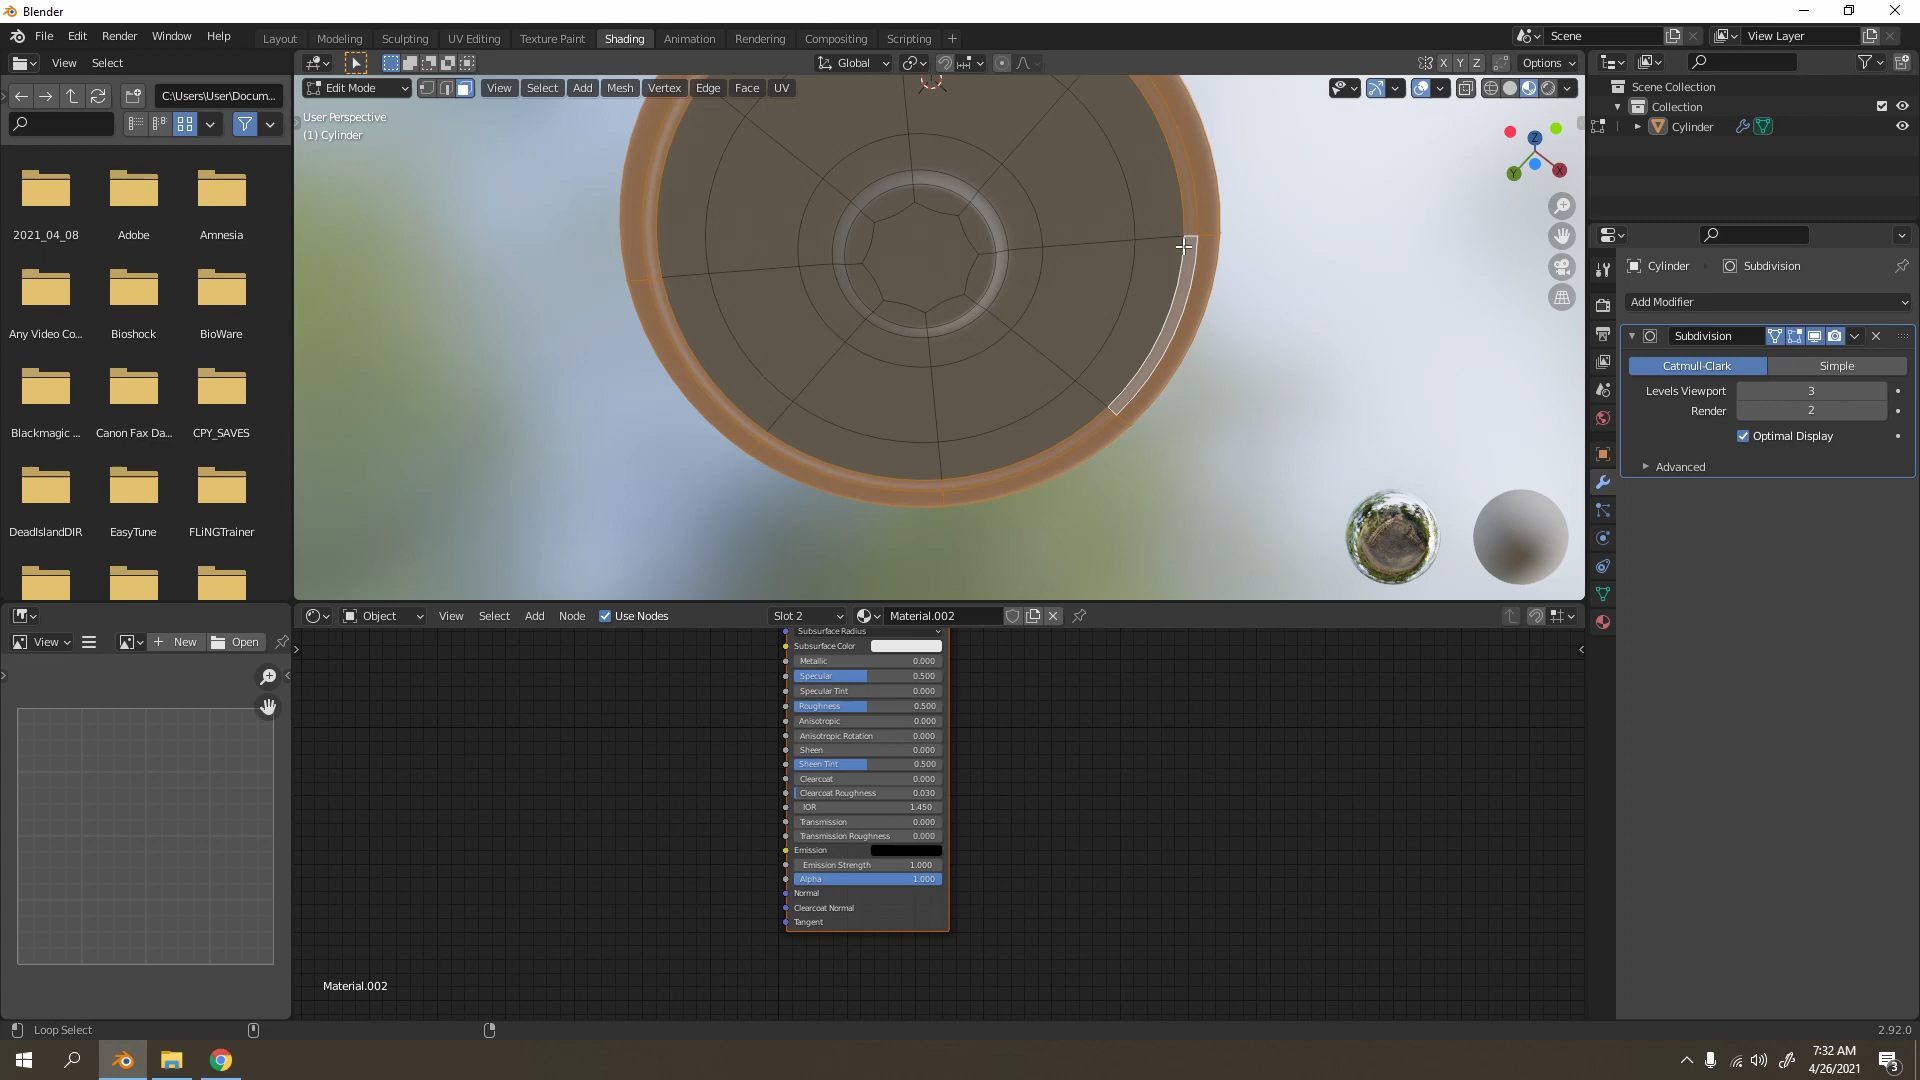 Blender
File Edit Render Window Help
Layout Modeling Sculpting UV Editing Texture Paint Shading Animation Rendering Compositing Scripting +
Scene
View Layer
View Select
Global
X Y Z Options
C:\Users\User\Docum...
Edit Mode View Select Add Mesh Vertex Edge Face UV
User Perspective
(1) Cylinder
Z
X
Y
Scene Collection
Collection
Cylinder
Cylinder Subdivision
Add Modifier
Subdivision
Catmull-Clark Simple
Levels Viewport 3
Render 2
Optimal Display
Advanced
2021_04_08 Adobe Amnesia
Any Video Co... Bioshock BioWare
Blackmagic ... Canon Fax Da... CPY_SAVES
DeadIslandDIR EasyTune FLiNGTrainer
View New Open
Object View Select Add Node Use Nodes Slot 2 Material.002
Subsurface Radius
Subsurface Color
Metallic 0.000
Specular 0.500
Specular Tint 0.000
Roughness 0.500
Anisotropic 0.000
Anisotropic Rotation 0.000
Sheen 0.000
Sheen Tint 0.500
Clearcoat 0.000
Clearcoat Roughness 0.030
IOR 1.450
Transmission 0.000
Transmission Roughness 0.000
Emission
Emission Strength 1.000
Alpha 1.000
Normal
Clearcoat Normal
Tangent
Material.002
Loop Select
2.92.0
7:32 AM
4/26/2021
3